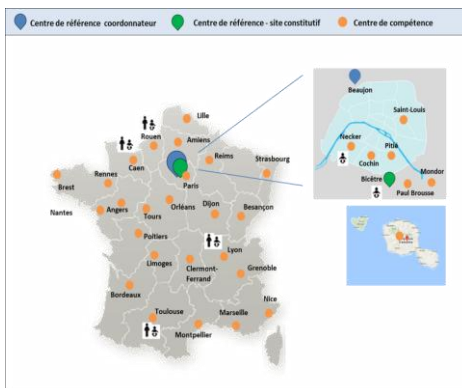 Centre de référence coordonnateur
Centre de référence - site constitutif
Centre de compétence
Lille
Rouen
Amiens
Caen
Reims
Strasbourg
Paris
Brest
Rennes
Nantes
Angers
Tours
Orléans
Dijon
Besançon
Poitiers
Limoges
Clermont-
Ferrand
Lyon
Grenoble
Bordeaux
Toulouse
Montpellier
Marseille
Nice
Beaujon
Saint-Louis
Necker
Pitié
Cochin
Bicêtre
Mondor
Paul Brousse